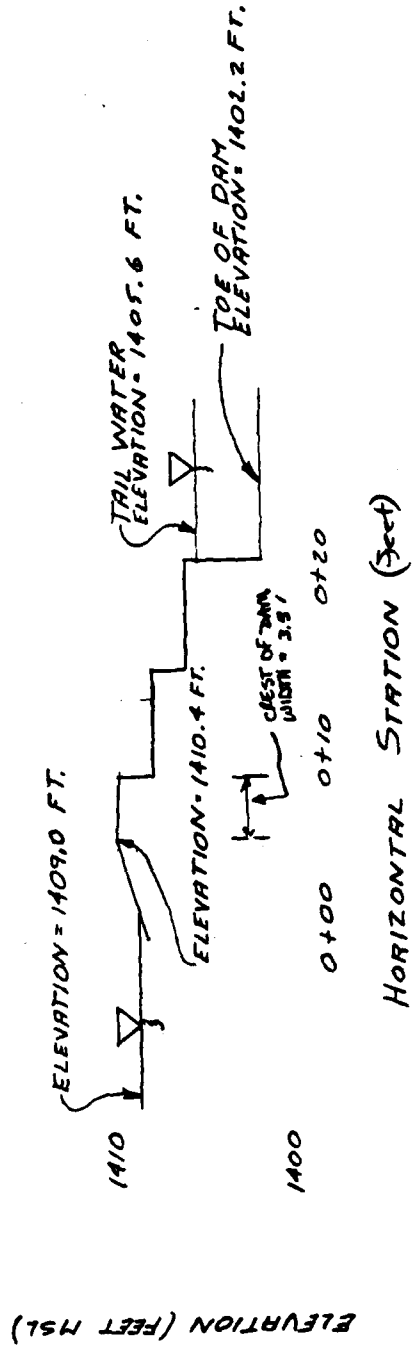 ELEVATION (FEET MSL)
1410
1400
ELEVATION = 1409.0 FT.
ELEVATION = 1410.4 FT.
CREST OF DAM
WIDTH = 3.5'
TAIL WATER
ELEVATION = 1405.6 FT.
TOE OF DAM
ELEVATION = 1402.2 FT.
0+00
0+10
0+20
HORIZONTAL STATION (Feet)